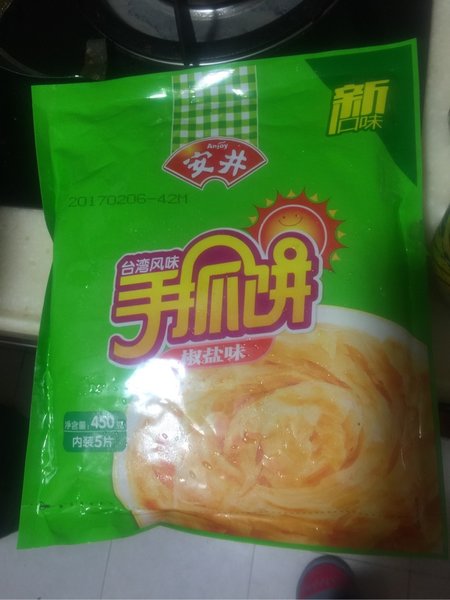 新
口味
Anjoy
安井
20170206-42M
台湾风味
手抓饼
椒盐味
净含量:450克
内装5片